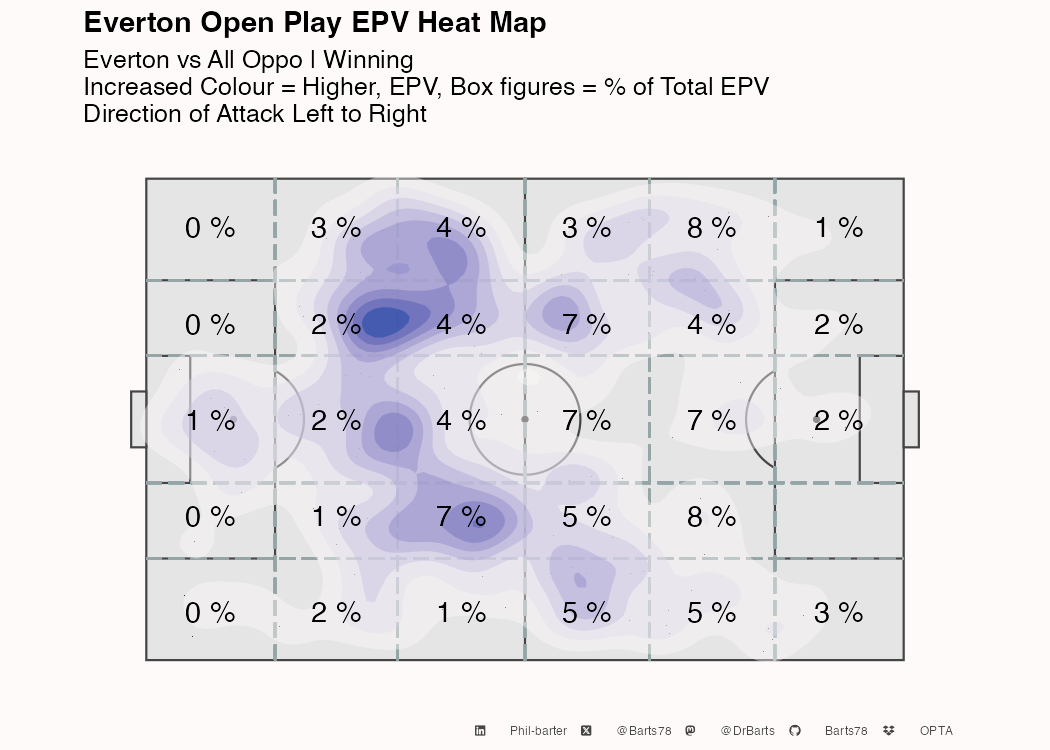 Everton Open Play EPV Heat Map
Everton vs All Oppo | Winning
Increased Colour = Higher, EPV, Box figures = % of Total EPV
Direction of Attack Left to Right
0 % 3 % 4 % 3 % 8 % 1 %
0 % 2 % 4 % 7 % 4 % 2 %
1 % 2 % 4 % 7 % 7 % 2 %
0 % 1 % 7 % 5 % 8 %
0 % 2 % 1 % 5 % 5 % 3 %
Phil-barter @Barts78 @DrBarts Barts78 OPTA